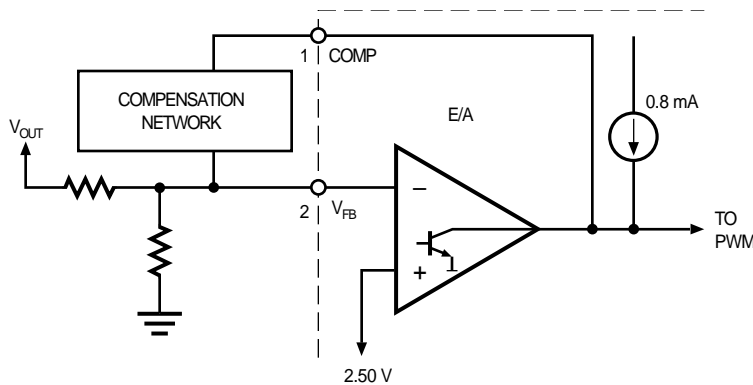 1
COMP
COMPENSATION
NETWORK
V_OUT
E/A
0.8 mA
2
V_FB
−
+
TO
PWM
2.50 V